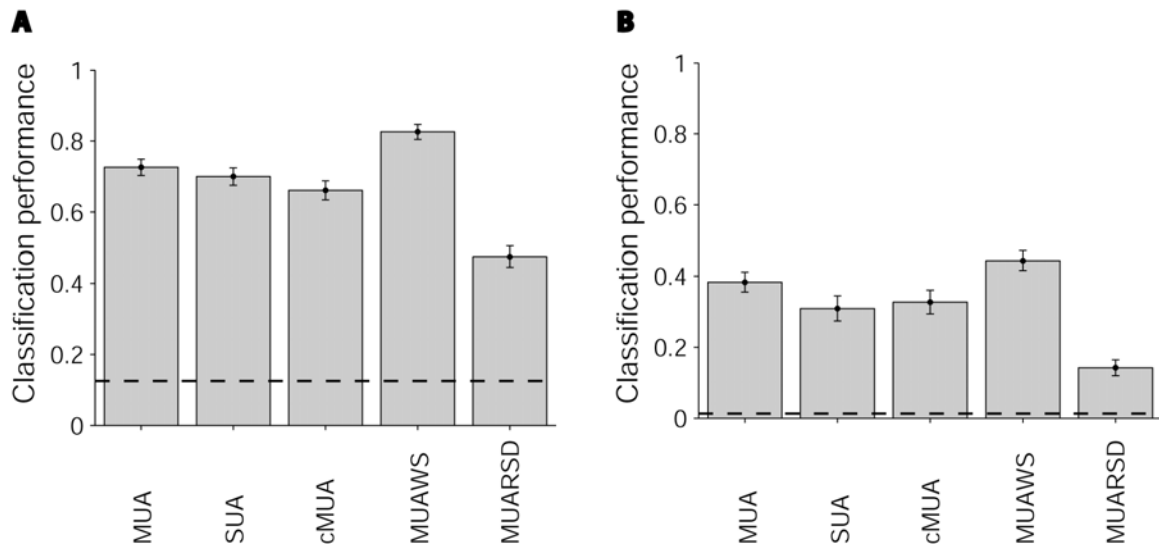 A
Classification performance
1
0.8
0.6
0.4
0.2
0
MUA
SUA
cMUA
MUAWS
MUARSD
B
Classification performance
1
0.8
0.6
0.4
0.2
0
MUA
SUA
cMUA
MUAWS
MUARSD